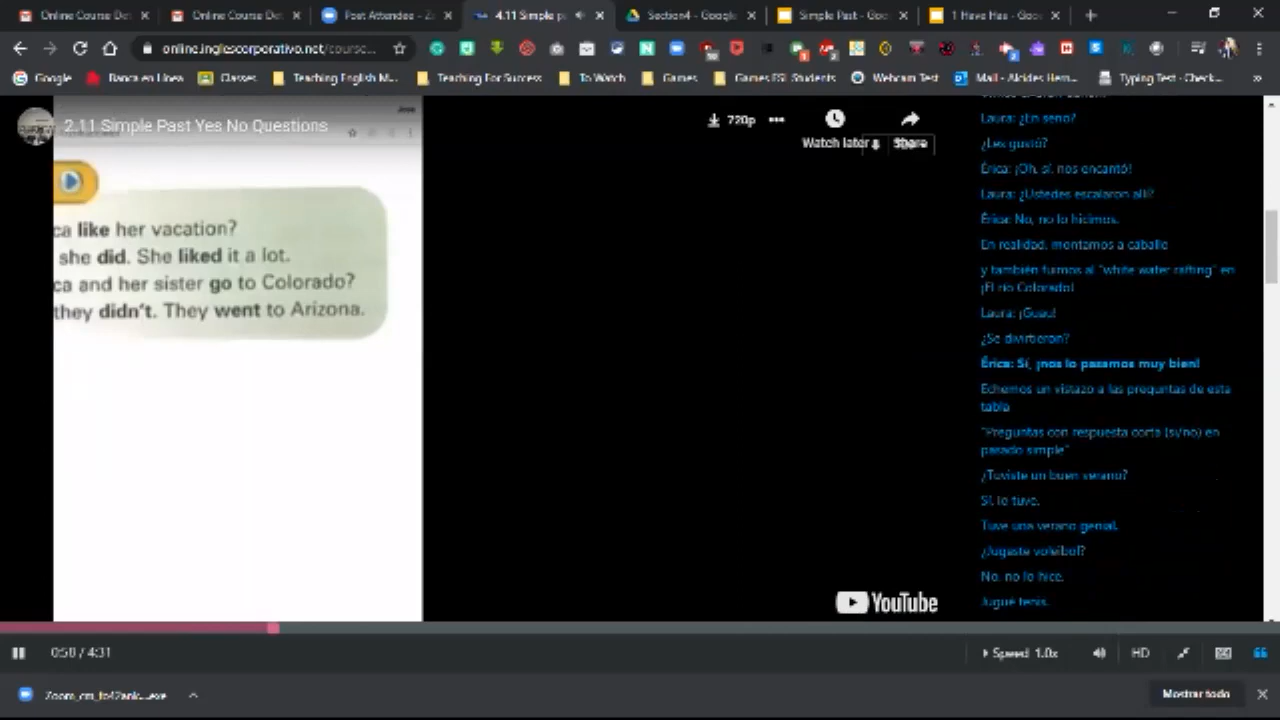 Online Course De
Online Course De
Post Attendee - Z
4.11 Simple p
Section4 - Google
Simple Past - Goo
1 Have Has - Goo
online.inglescorporativo.net/course...
Google
Banca en Línea
Classes
Teaching English M...
Teaching For Success
To Watch
Games
Games ESL Students
Webcam Test
Mail - Alcides Hern...
Typing Test - Check...
2.11 Simple Past Yes No Questions
720p
Watch later
Share
ca like her vacation?
she did. She liked it a lot.
ca and her sister go to Colorado?
they didn't. They went to Arizona.
YouTube
Laura: ¿En serio?
¿Les gustó?
Érica: ¡Oh, sí, nos encantó!
Laura: ¿Ustedes escalaron allí?
Érica: No, no lo hicimos.
En realidad, montamos a caballo
y también fuimos al "white water rafting" en
¡El río Colorado!
Laura: ¡Guau!
¿Se divirtieron?
Érica: Sí, ¡nos lo pasamos muy bien!
Echemos un vistazo a las preguntas de esta
tabla
"Preguntas con respuesta corta (si/no) en
pasado simple"
¿Tuviste un buen verano?
Sí, lo tuve.
Tuve una verano genial.
¿Jugaste voleibol?
No, no lo hice.
Jugué tenis.
0:50 / 4:31
Speed 1.0x
HD
Mostrar todo